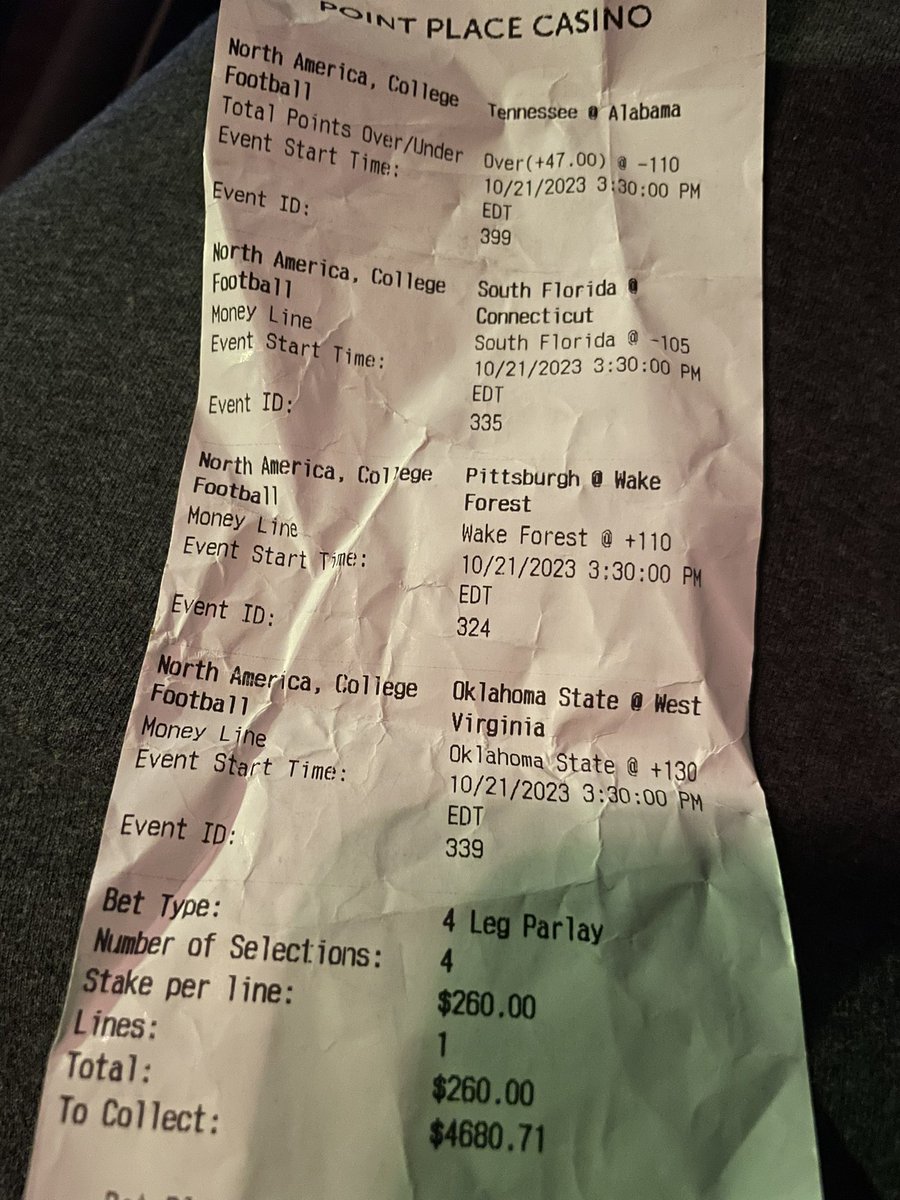 POINT PLACE CASINO
North America, College
Football
Tennessee @ Alabama
Total Points Over/Under
Over(+47.00) @ -110
Event Start Time:
10/21/2023 3:30:00 PM
EDT
Event ID:
399
North America, College
Football
South Florida @
Connecticut
Money Line
South Florida @ -105
Event Start Time:
10/21/2023 3:30:00 PM
EDT
Event ID:
335
North America, College
Football
Pittsburgh @ Wake
Forest
Money Line
Wake Forest @ +110
Event Start Time:
10/21/2023 3:30:00 PM
EDT
Event ID:
324
North America, College
Football
Oklahoma State @ West
Virginia
Money Line
Oklahoma State @ +130
Event Start Time:
10/21/2023 3:30:00 PM
EDT
Event ID:
339
Bet Type:
4 Leg Parlay
Number of Selections:
4
Stake per line:
$260.00
Lines:
1
Total:
$260.00
To Collect:
$4680.71